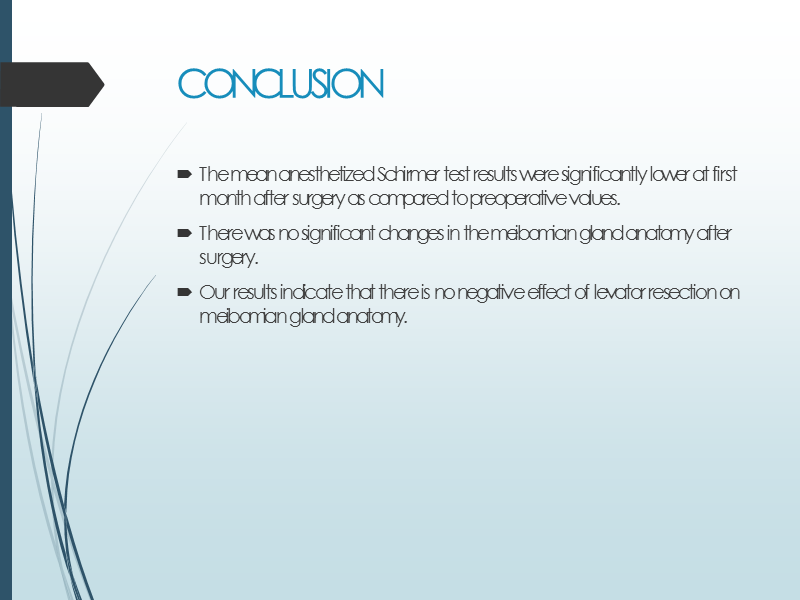 CONCLUSION
The mean anesthetized Schirmer test results were significantly lower at first
month after surgery as compared to preoperative values.
There was no significant changes in the meibomian gland anatomy after
surgery.
Our results indicate that there is no negative effect of levator resection on
meibomian gland anatomy.